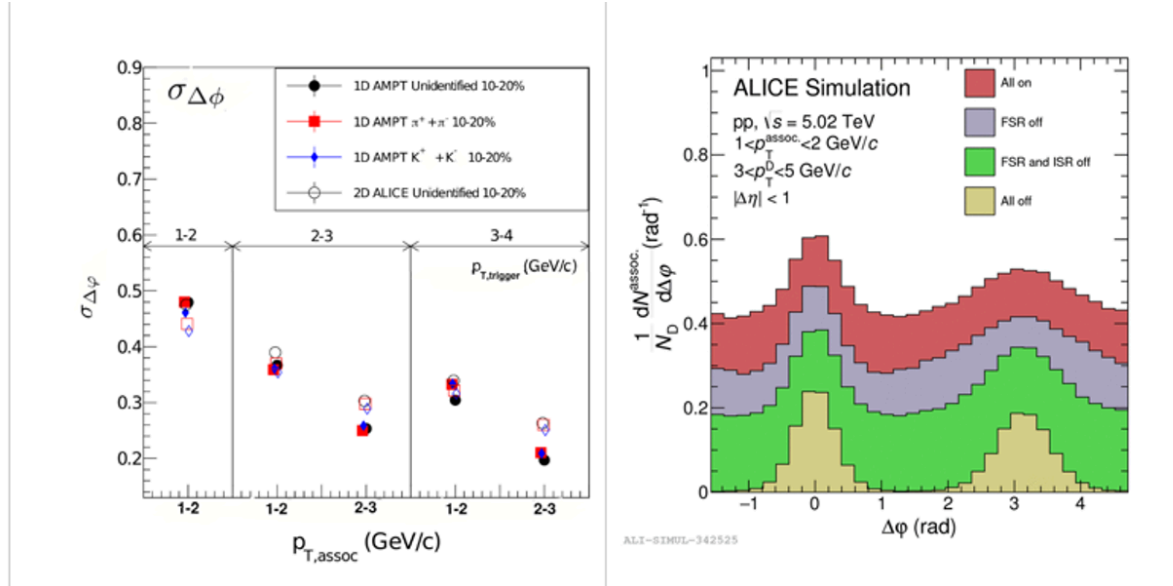 0.9
σΔϕ
1D AMPT Unidentified 10-20%
0.8
1D AMPT π⁺+π⁻ 10-20%
1D AMPT K⁺ +K⁻ 10-20%
0.7
2D ALICE Unidentified 10-20%
0.6
1-2
2-3
3-4
pT,trigger (GeV/c)
σΔφ
0.5
0.4
0.3
0.2
1-2
1-2
2-3
1-2
2-3
pT,assoc (GeV/c)
1
ALICE Simulation
pp, √s = 5.02 TeV
1<pTassoc.<2 GeV/c
3<pTD<5 GeV/c
|Δη| < 1
All on
FSR off
FSR and ISR off
All off
0.8
0.6
0.4
0.2
0
1/ND dNassoc./dΔφ (rad⁻¹)
−1 0 1 2 3 4
Δφ (rad)
ALI-SIMUL-342525